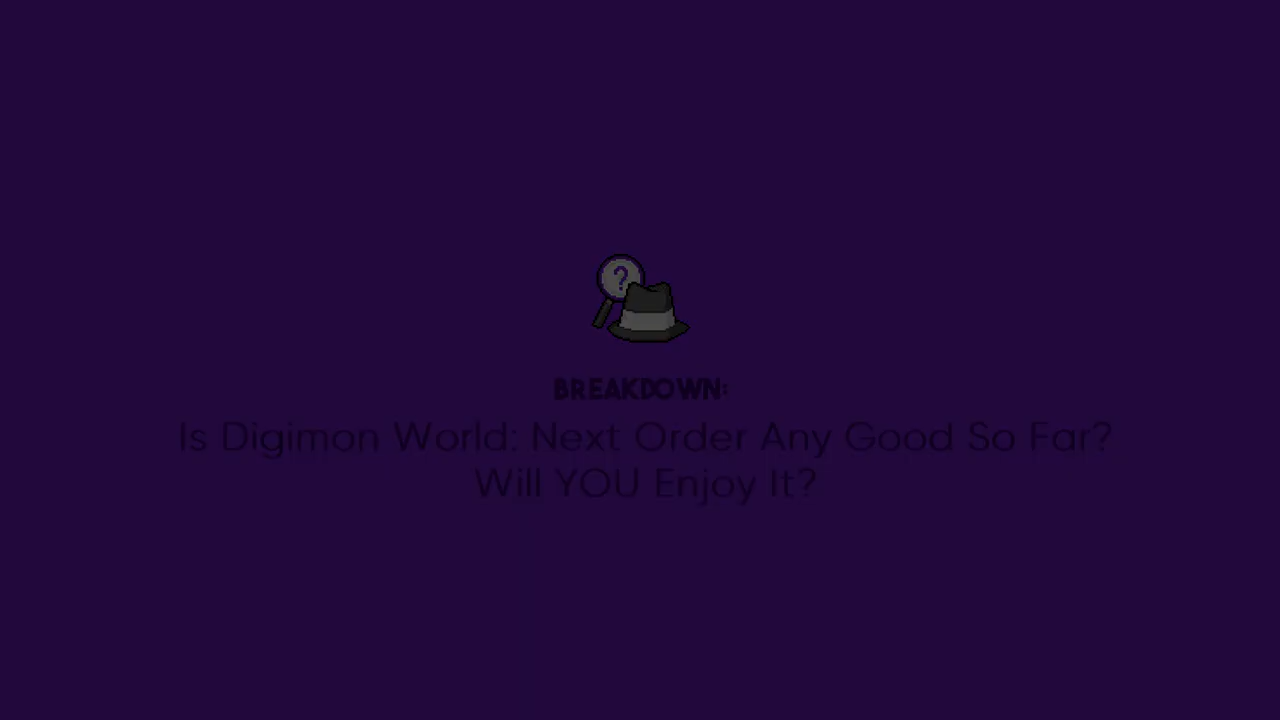 ?
BREAKDOWN:
Is Digimon World: Next Order Any Good So Far?
Will YOU Enjoy It?